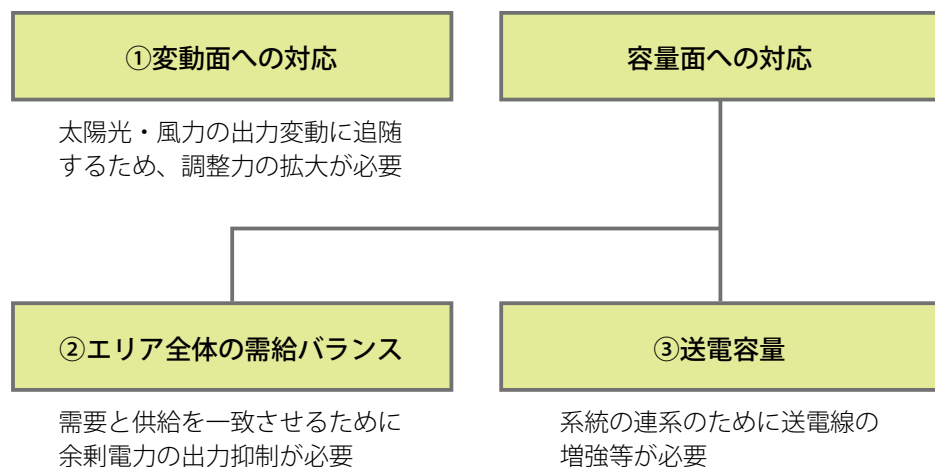 ①変動面への対応
容量面への対応
太陽光・風力の出力変動に追随
するため、調整力の拡大が必要
②エリア全体の需給バランス
③送電容量
需要と供給を一致させるために
余剰電力の出力抑制が必要
系統の連系のために送電線の
増強等が必要